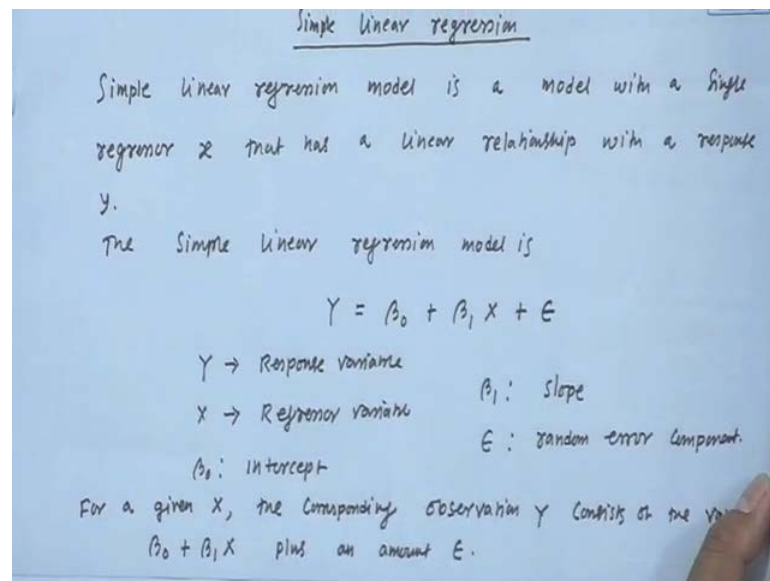 Simple linear regression
Simple linear regression model is a model with a single
regressor x that has a linear relationship with a response
y.
The Simple linear regression model is
Y = β₀ + β₁ X + ϵ
Y → Response variable
X → Regressor variable
β₀ : intercept
β₁ : slope
ϵ : random error component.
For a given X, the corresponding observation Y consists of the
β₀ + β₁ X plus an amount ϵ.